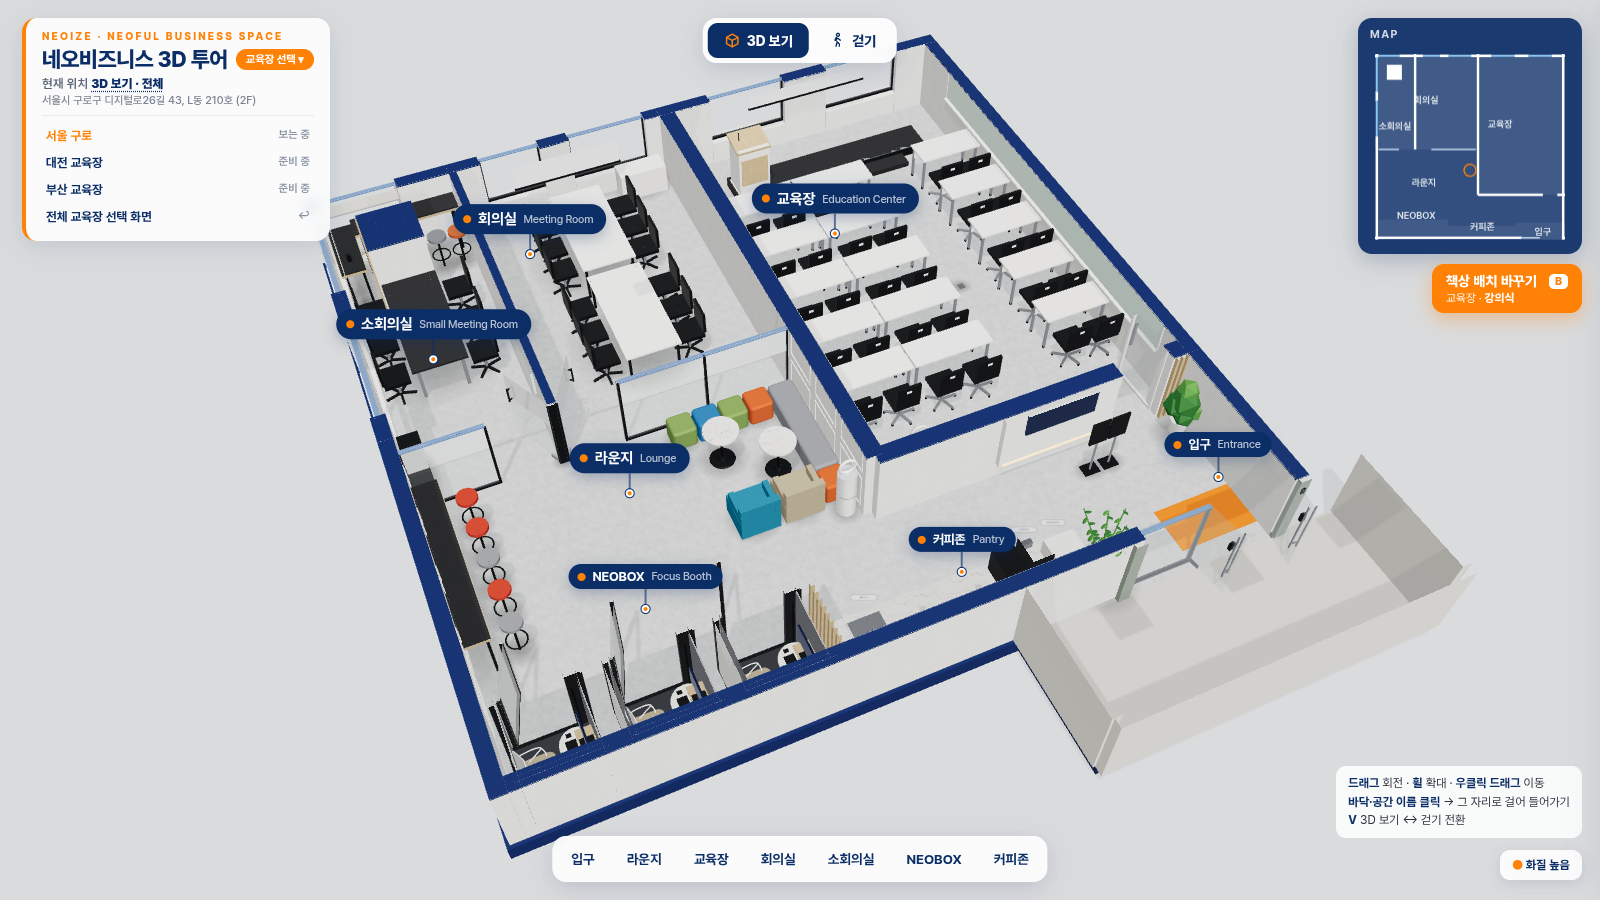 NEOIZE · NEOFUL BUSINESS SPACE
네오비즈니스 3D 투어
교육장 선택 ▾
현재 위치 3D 보기 · 전체
서울시 구로구 디지털로26길 43, L동 210호 (2F)
서울 구로 보는 중
대전 교육장 준비 중
부산 교육장 준비 중
전체 교육장 선택 화면 ↩
3D 보기 걷기
MAP
회의실
소회의실
교육장
라운지
NEOBOX
커피존
입구
책상 배치 바꾸기 B
교육장 · 강의식
회의실 Meeting Room
교육장 Education Center
소회의실 Small Meeting Room
라운지 Lounge
입구 Entrance
커피존 Pantry
NEOBOX Focus Booth
드래그 회전 · 휠 확대 · 우클릭 드래그 이동
바닥·공간 이름 클릭 → 그 자리로 걸어 들어가기
V 3D 보기 ↔ 걷기 전환
화질 높음
입구 라운지 교육장 회의실 소회의실 NEOBOX 커피존